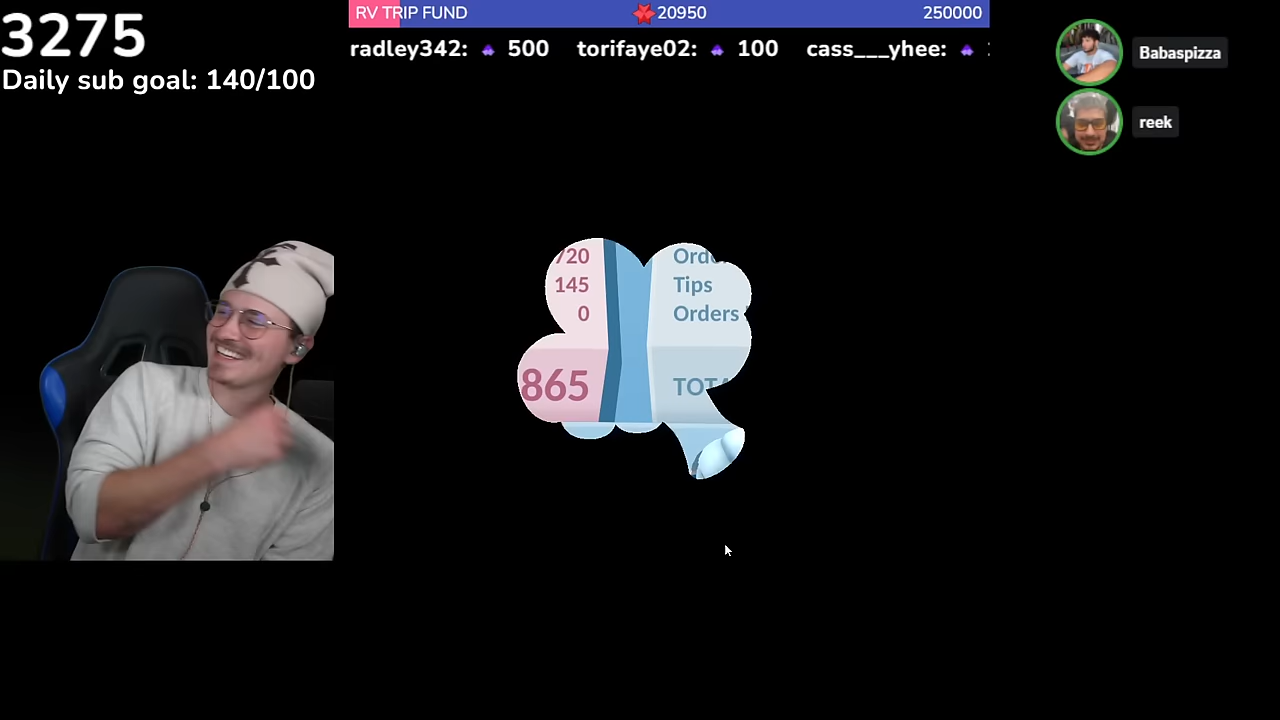 3275
Daily sub goal: 140/100
RV TRIP FUND 20950 250000
radley342: 500 torifaye02: 100 cass___yhee:
Babaspizza
reek
145
Tips
0
Orders
865